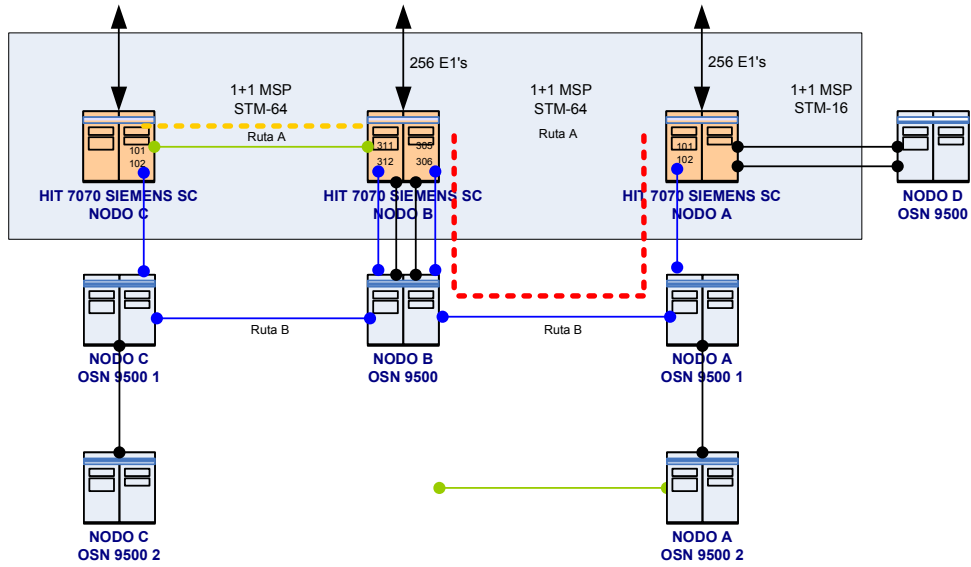 256 E1's
256 E1's
1+1 MSP
STM-64
1+1 MSP
STM-64
1+1 MSP
STM-16
Ruta A
Ruta A
101
102
311
305
312
306
101
102
HIT 7070 SIEMENS SC
NODO C
HIT 7070 SIEMENS SC
NODO B
HIT 7070 SIEMENS SC
NODO A
NODO D
OSN 9500
Ruta B
Ruta B
NODO C
OSN 9500 1
NODO B
OSN 9500
NODO A
OSN 9500 1
NODO C
OSN 9500 2
NODO A
OSN 9500 2